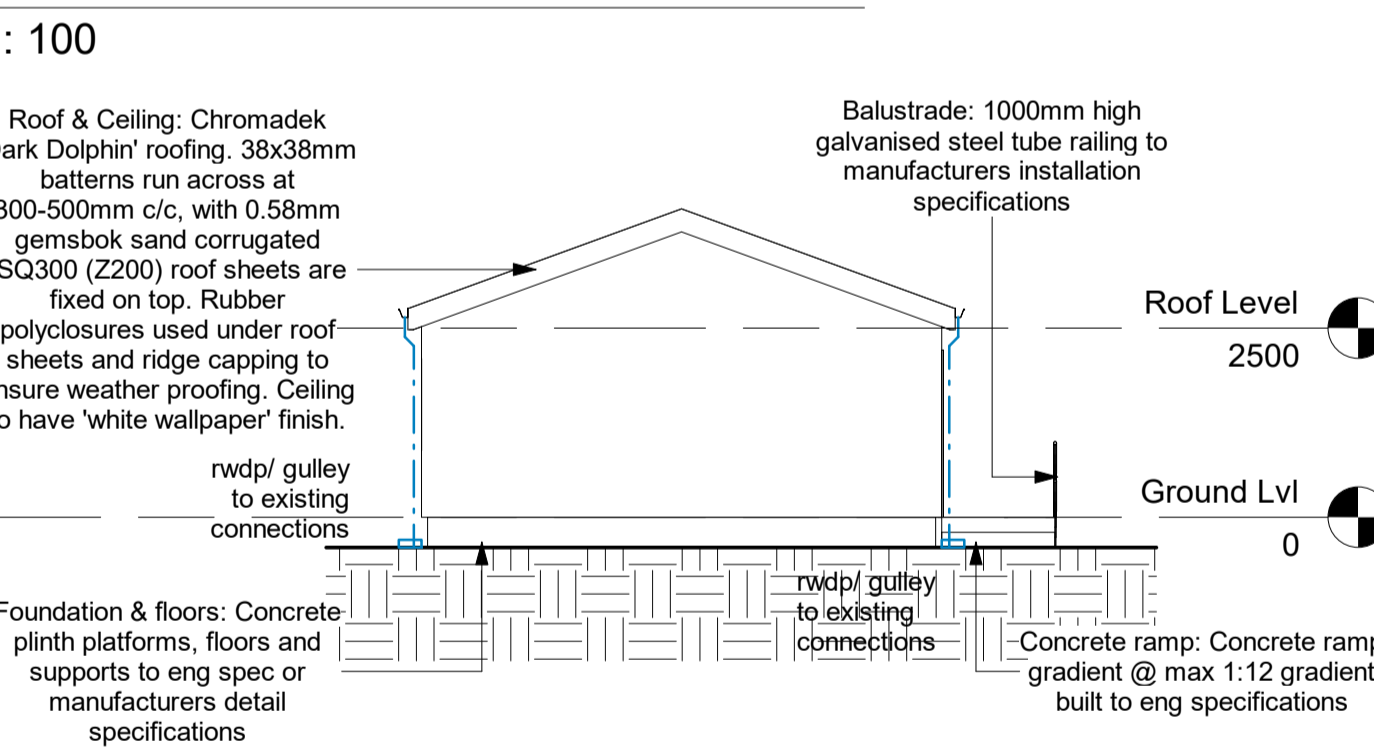 : 100
Roof & Ceiling: Chromadek
ark Dolphin' roofing. 38x38mm
batterns run across at
300-500mm c/c, with 0.58mm
gemsbok sand corrugated
SQ300 (Z200) roof sheets are
fixed on top. Rubber
polyclosures used under roof
sheets and ridge capping to
nsure weather proofing. Ceiling
o have 'white wallpaper' finish.
rwdp/ gulley
to existing
connections
Foundation & floors: Concrete
plinth platforms, floors and
supports to eng spec or
manufacturers detail
specifications
Balustrade: 1000mm high
galvanised steel tube railing to
manufacturers installation
specifications
Roof Level
2500
Ground Lvl
0
rwdp/ gulley
to existing
connections
Concrete ramp: Concrete ramp
gradient @ max 1:12 gradient
built to eng specifications